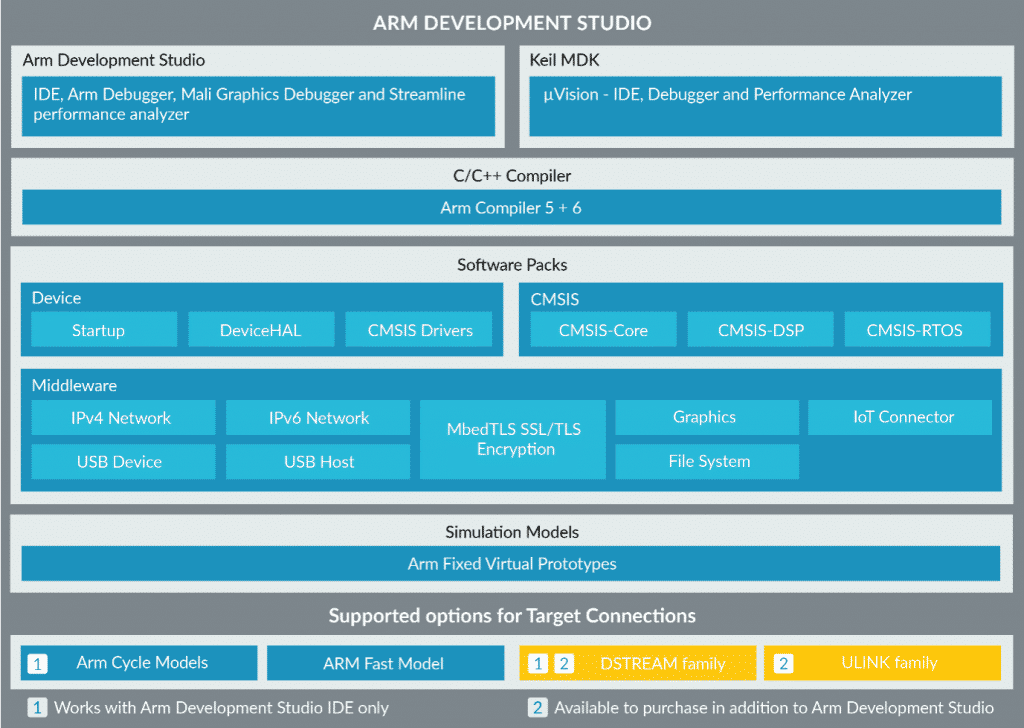 ARM DEVELOPMENT STUDIO
Arm Development Studio
IDE, Arm Debugger, Mali Graphics Debugger and Streamline
performance analyzer
Keil MDK
µVision - IDE, Debugger and Performance Analyzer
C/C++ Compiler
Arm Compiler 5 + 6
Software Packs
Device
Startup
DeviceHAL
CMSIS Drivers
CMSIS
CMSIS-Core
CMSIS-DSP
CMSIS-RTOS
Middleware
IPv4 Network
IPv6 Network
MbedTLS SSL/TLS
Encryption
Graphics
IoT Connector
USB Device
USB Host
File System
Simulation Models
Arm Fixed Virtual Prototypes
Supported options for Target Connections
1 Arm Cycle Models
ARM Fast Model
1 2 DSTREAM family
2 ULINK family
1 Works with Arm Development Studio IDE only
2 Available to purchase in addition to Arm Development Studio